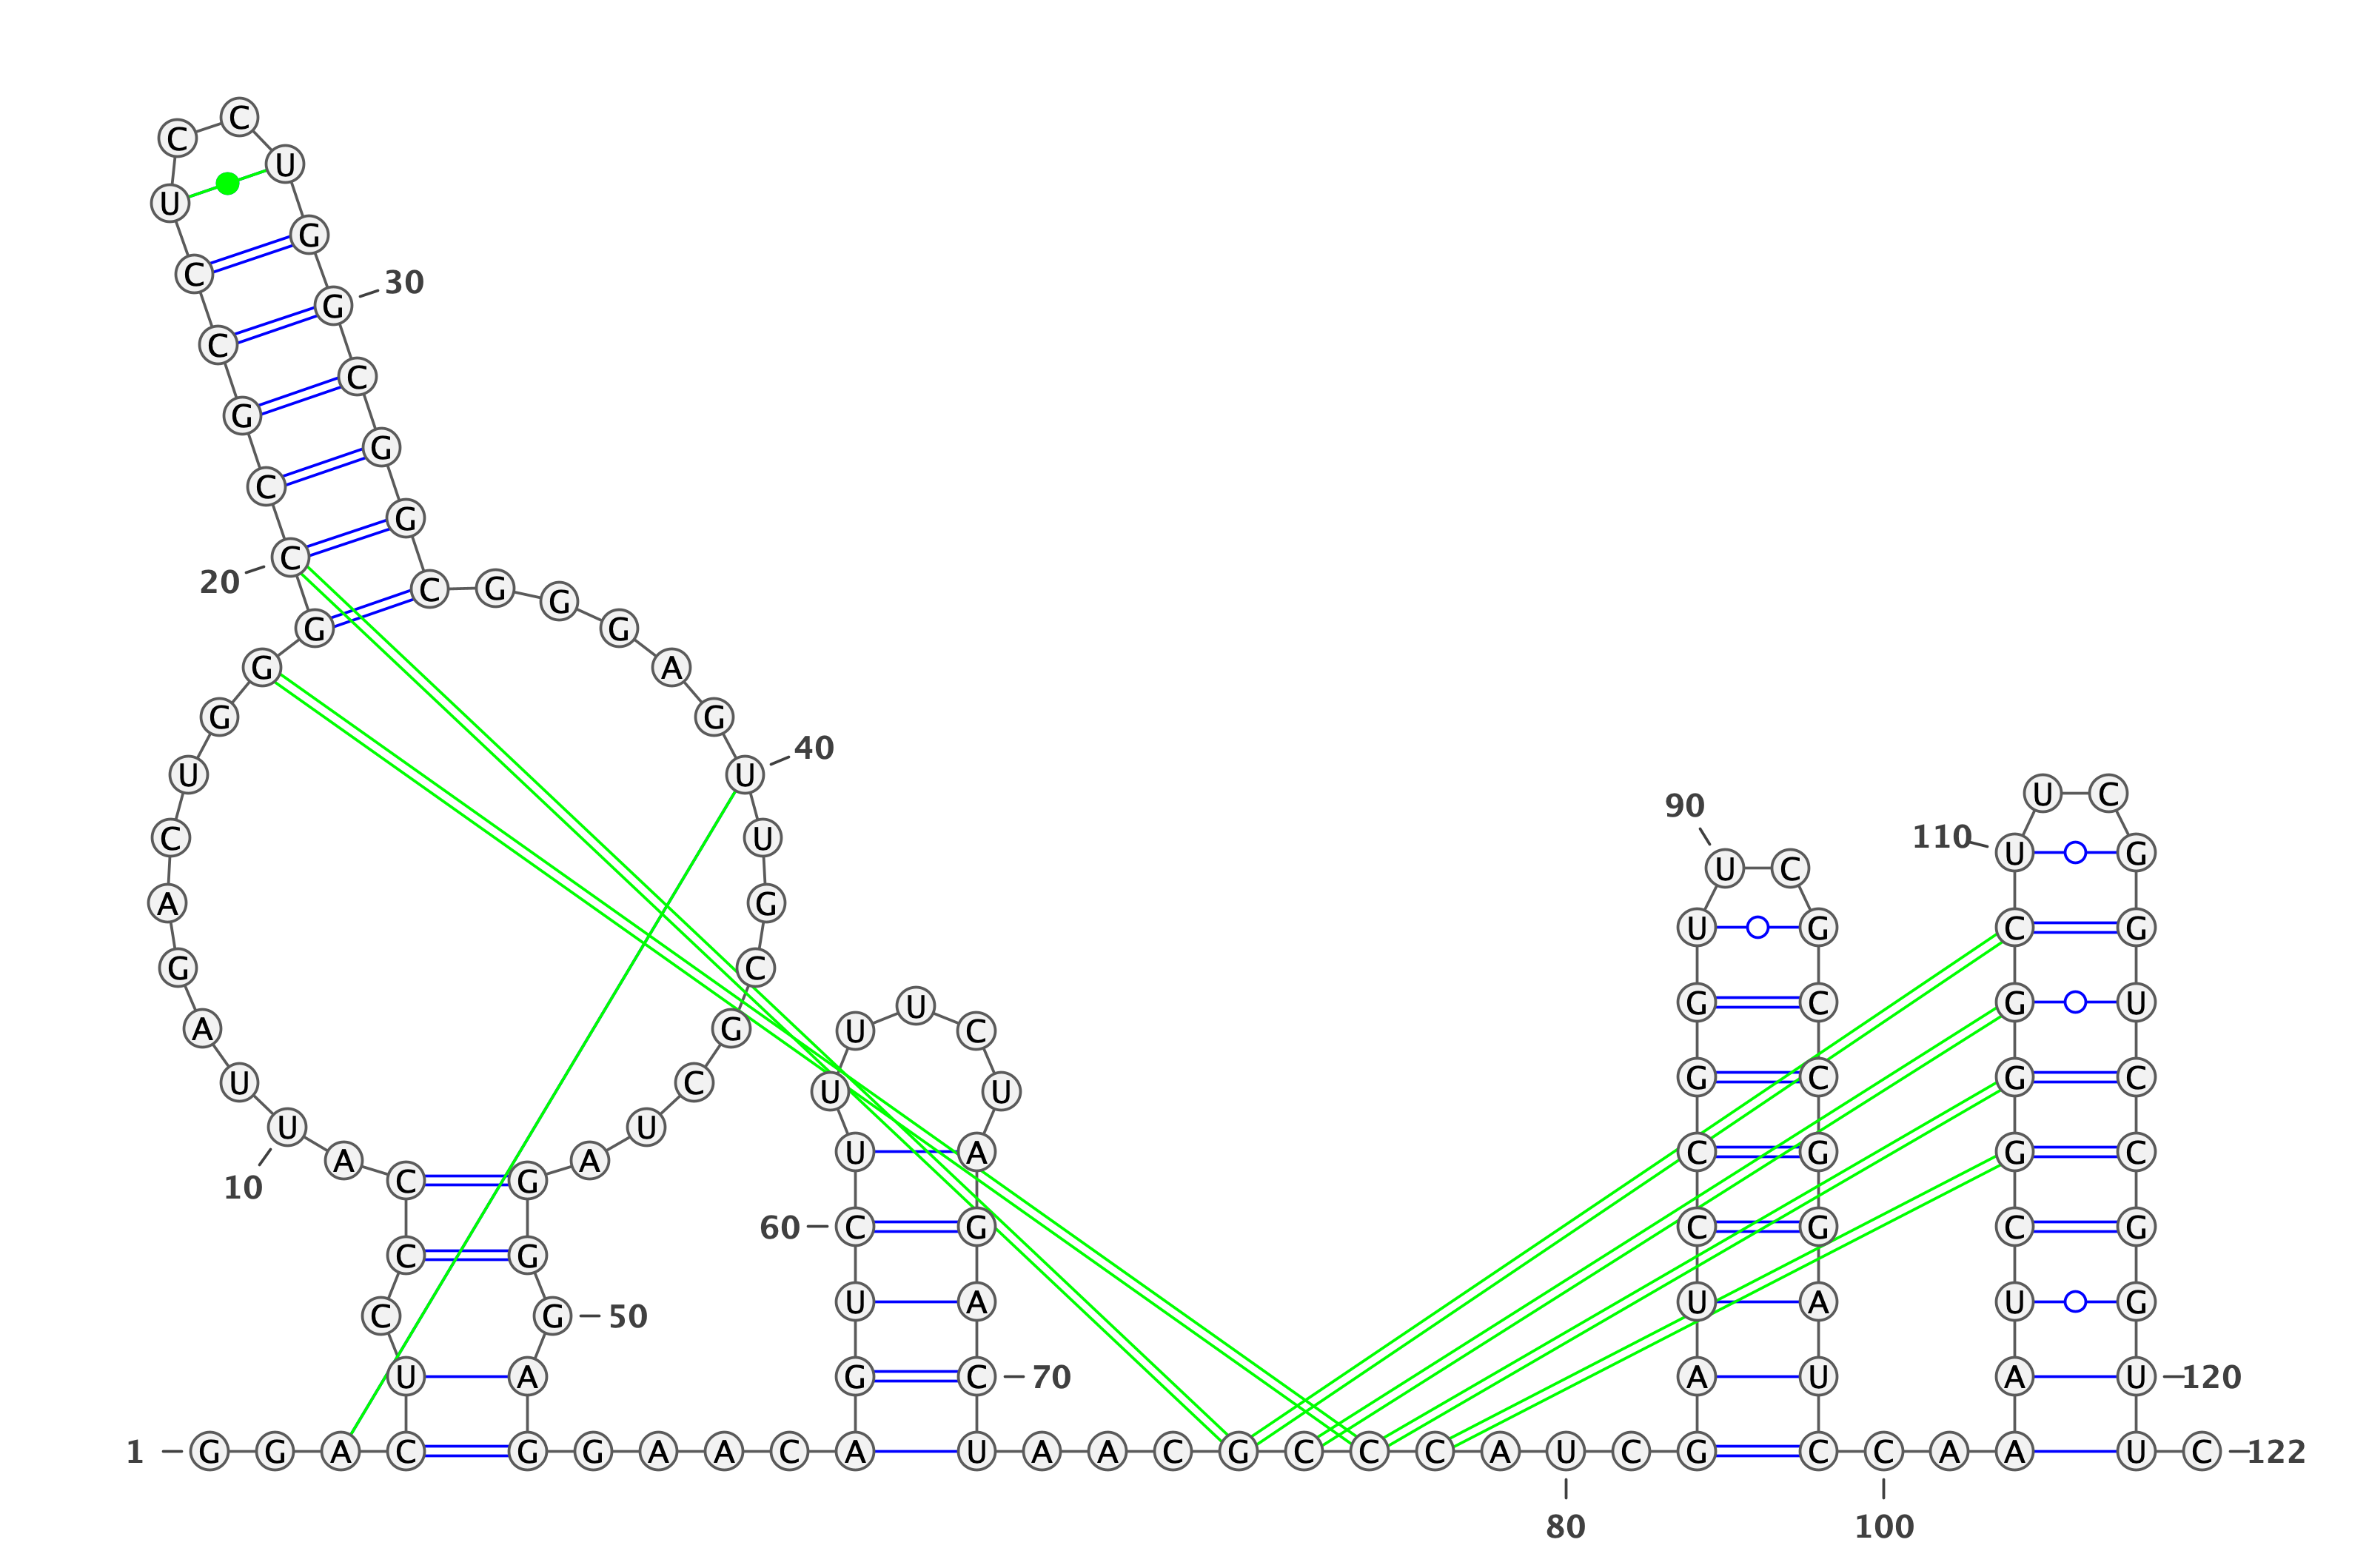 C
C
U
U
G
C 30
G
C
C
G
G
C
G
C
20
C G G
G G
G A
G G
40
U U
U C
90
C U 110 U G
U C
A G
U G C G
G C
U G C G U
A G U C
U C U U G C G C
U U
A A U A C G G C
10 C G
60 C G C G C G
C G
C G 50 U A U A U G
U A G C 70 A U A U 120
1 G G A C G G A A C A U A A C G C C C A U C G C C A A U C 122
80 100